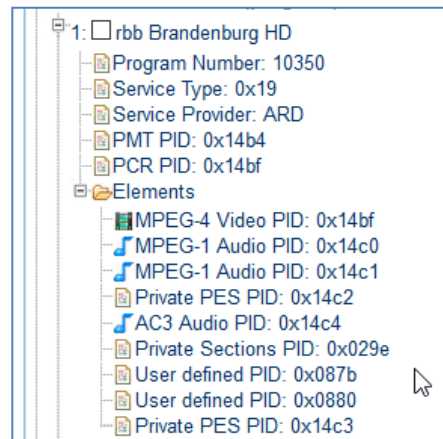 1: rbb Brandenburg HD
Program Number: 10350
Service Type: 0x19
Service Provider: ARD
PMT PID: 0x14b4
PCR PID: 0x14bf
Elements
MPEG-4 Video PID: 0x14bf
MPEG-1 Audio PID: 0x14c0
MPEG-1 Audio PID: 0x14c1
Private PES PID: 0x14c2
AC3 Audio PID: 0x14c4
Private Sections PID: 0x029e
User defined PID: 0x087b
User defined PID: 0x0880
Private PES PID: 0x14c3